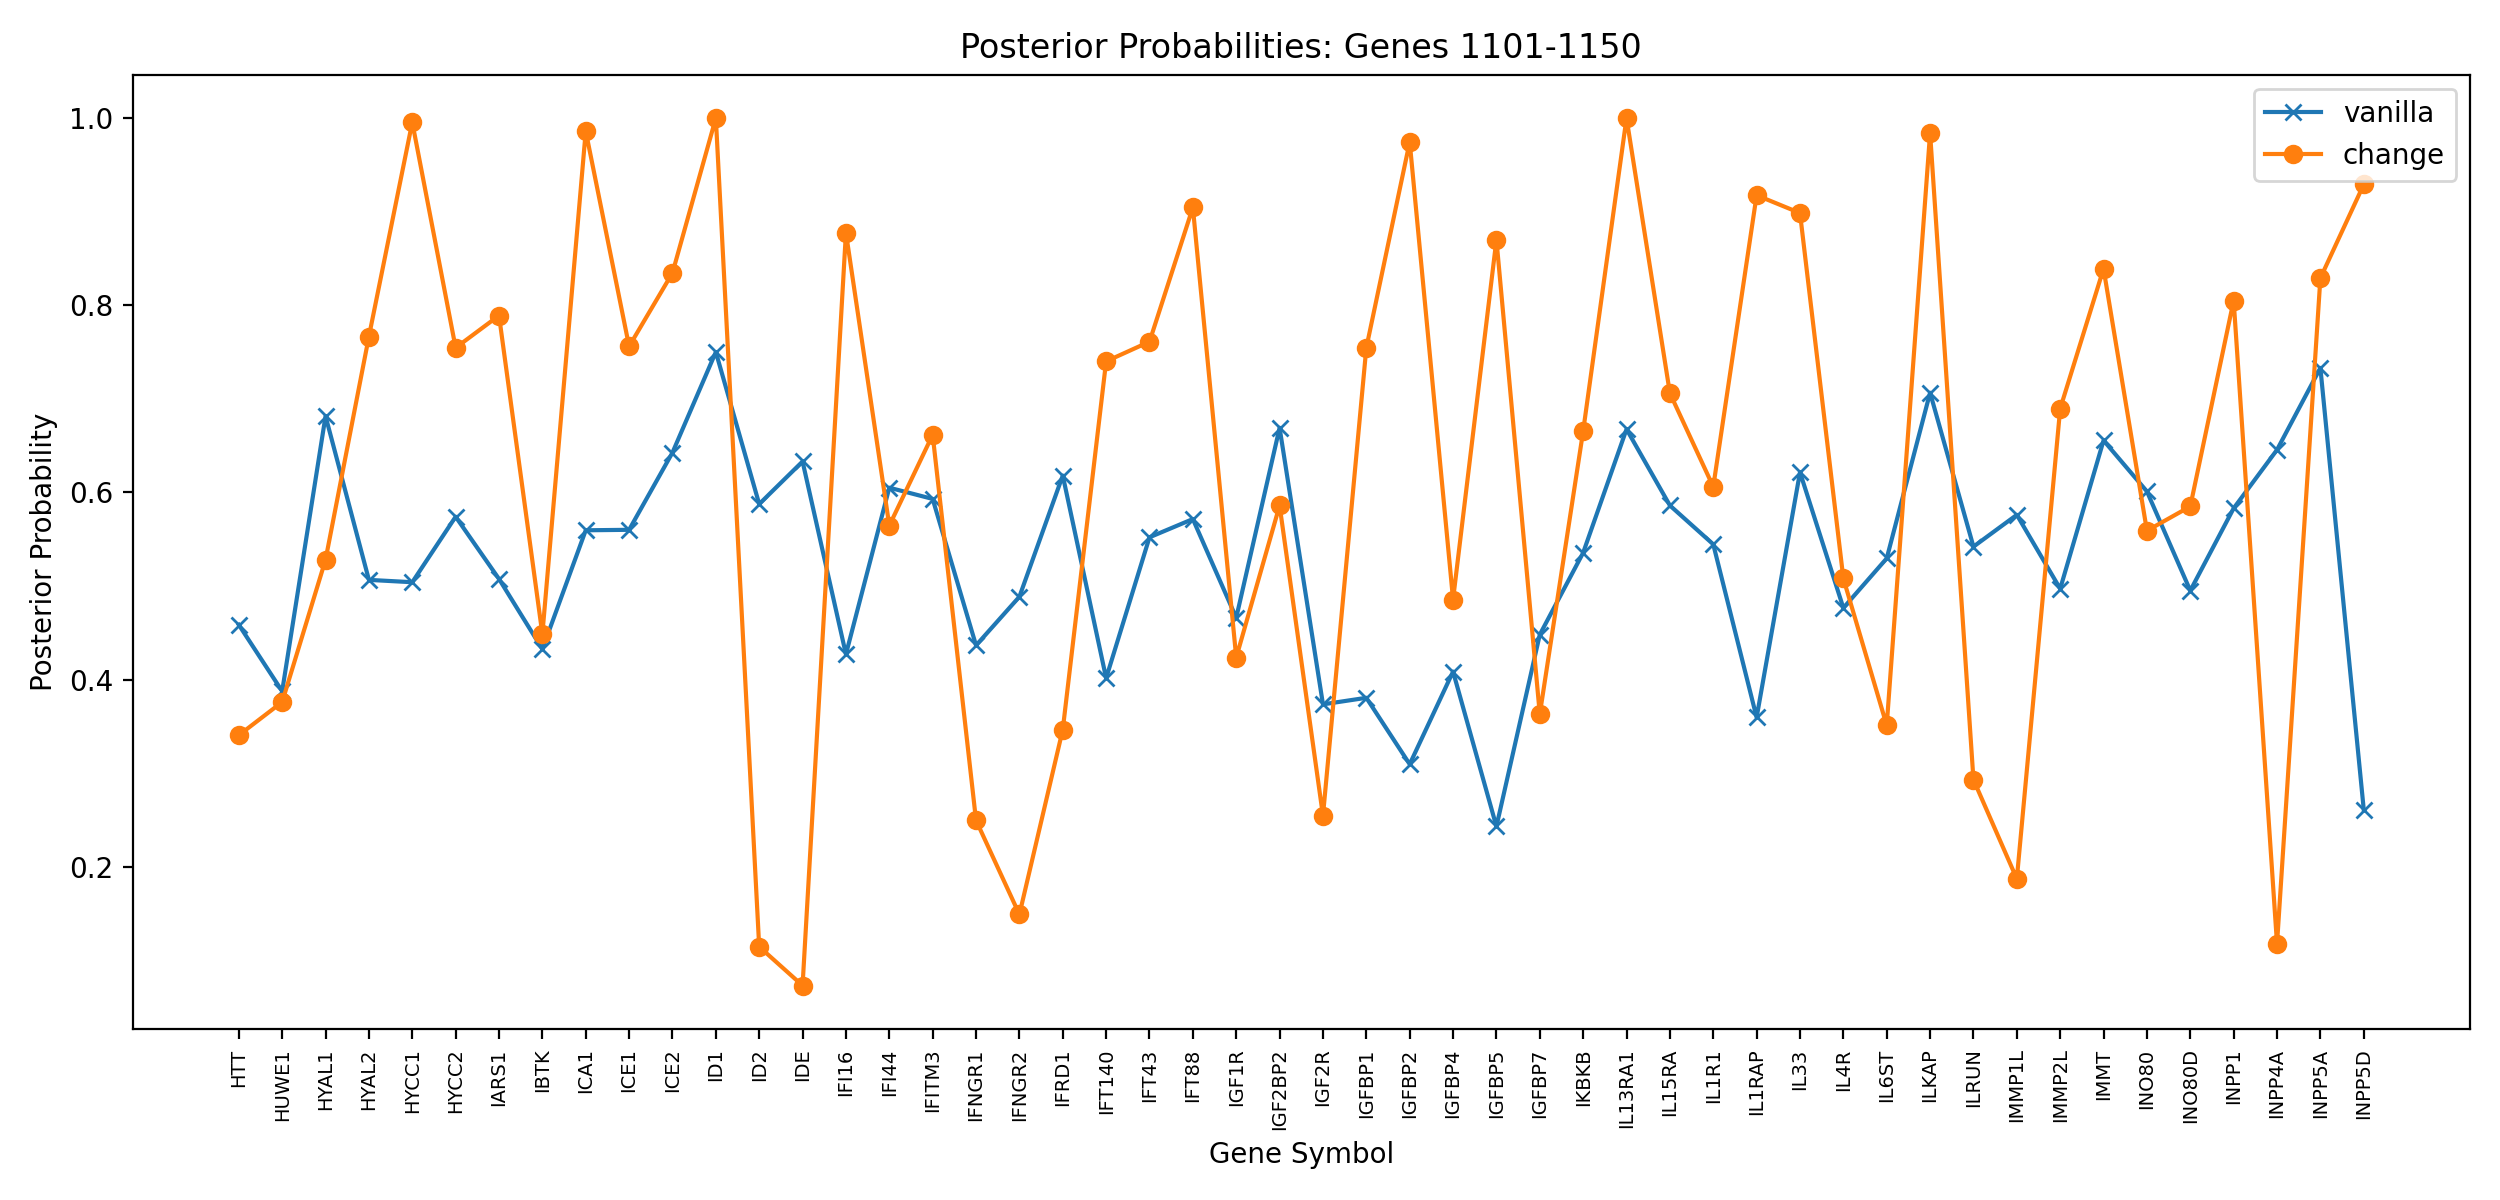 Posterior Probabilities: Genes 1101-1150
vanilla
change
Posterior Probability
1.0
0.8
0.6
0.4
0.2
HTT
HUWE1
HYAL1
HYAL2
HYCC1
HYCC2
IARS1
IBTK
ICA1
ICE1
ICE2
ID1
ID2
IDE
IFI16
IFI44
IFITM3
IFNGR1
IFNGR2
IFRD1
IFT140
IFT43
IFT88
IGF1R
IGF2BP2
IGF2R
IGFBP1
IGFBP2
IGFBP4
IGFBP5
IGFBP7
IKBKB
IL13RA1
IL15RA
IL1R1
IL1RAP
IL33
IL4R
IL6ST
ILKAP
ILRUN
IMMP1L
IMMP2L
IMMT
INO80
INO80D
INPP1
INPP4A
INPP5A
INPP5D
Gene Symbol